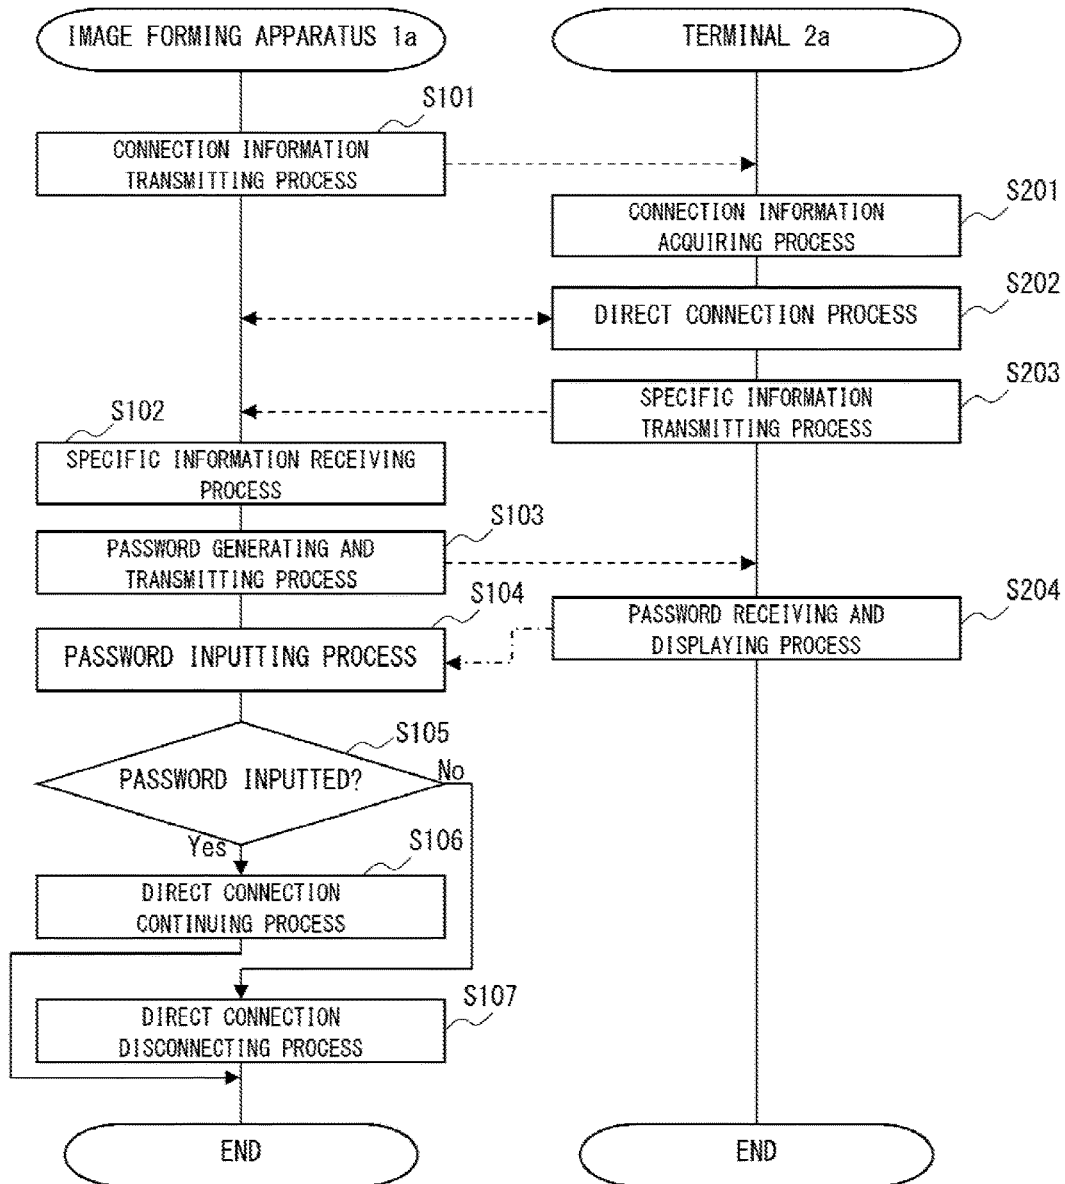 IMAGE FORMING APPARATUS 1a
TERMINAL 2a
S101
CONNECTION INFORMATION
TRANSMITTING PROCESS
S201
CONNECTION INFORMATION
ACQUIRING PROCESS
S202
DIRECT CONNECTION PROCESS
S203
SPECIFIC INFORMATION
TRANSMITTING PROCESS
S102
SPECIFIC INFORMATION RECEIVING
PROCESS
S103
PASSWORD GENERATING AND
TRANSMITTING PROCESS
S204
PASSWORD RECEIVING AND
DISPLAYING PROCESS
S104
PASSWORD INPUTTING PROCESS
S105
PASSWORD INPUTTED?
No
Yes
S106
DIRECT CONNECTION
CONTINUING PROCESS
S107
DIRECT CONNECTION
DISCONNECTING PROCESS
END
END